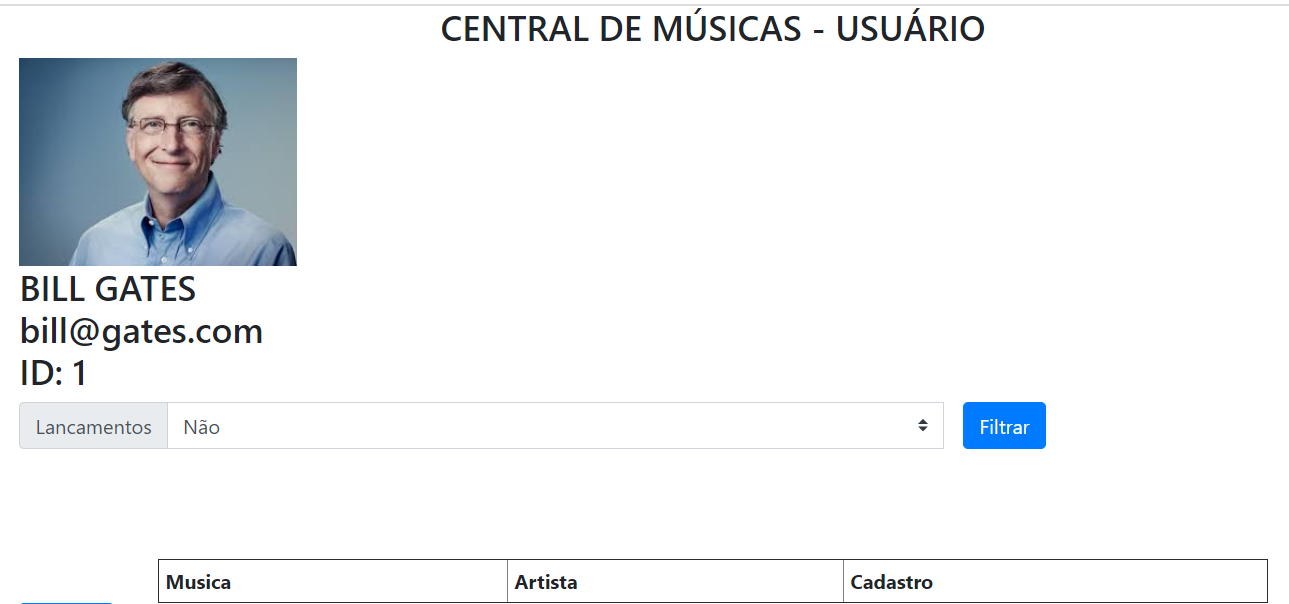 CENTRAL DE MÚSICAS - USUÁRIO
BILL GATES
bill@gates.com
ID: 1
Lancamentos Não Filtrar
Musica Artista Cadastro